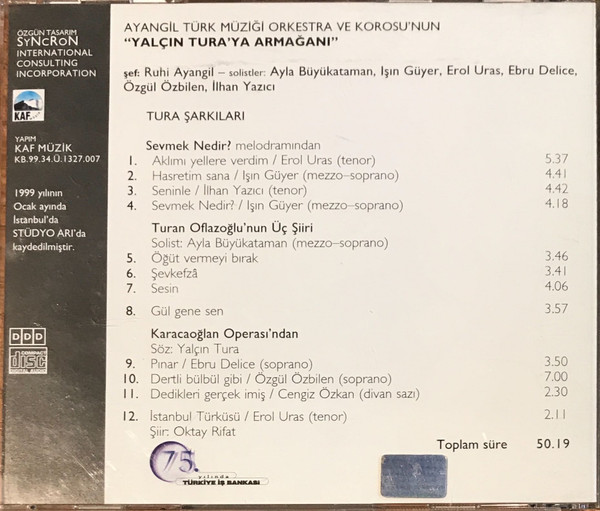 ÖZGÜN TASARIM
SYNCRON
INTERNATIONAL
CONSULTING
INCORPORATION
KAF
YAPIM
KAF MÜZİK
KB.99.34.Ü.1327.007
1999 yılının
Ocak ayında
İstanbul'da
STÜDYO ARI'da
kaydedilmiştir.
DDD
COMPACT
disc
DIGITAL AUDIO
AYANGİL TÜRK MÜZİĞİ ORKESTRA VE KOROSU'NUN
“YALÇIN TURA'YA ARMAĞANI”
şef: Ruhi Ayangil – solistler: Ayla Büyükataman, Işın Güyer, Erol Uras, Ebru Delice,
Özgül Özbilen, İlhan Yazıcı
TURA ŞARKILARI
Sevmek Nedir? melodramından
1. Aklımı yellere verdim / Erol Uras (tenor) 5.37
2. Hasretim sana / Işın Güyer (mezzo–soprano) 4.41
3. Seninle / İlhan Yazıcı (tenor) 4.42
4. Sevmek Nedir? / Işın Güyer (mezzo–soprano) 4.18
Turan Oflazoğlu'nun Üç Şiiri
Solist: Ayla Büyükataman (mezzo–soprano)
5. Öğüt vermeyi bırak 3.46
6. Şevkefzâ 3.41
7. Sesin 4.06
8. Gül gene sen 3.57
Karacaoğlan Operası'ndan
Söz: Yalçın Tura
9. Pınar / Ebru Delice (soprano) 3.50
10. Dertli bülbül gibi / Özgül Özbilen (soprano) 7.00
11. Dedikleri gerçek imiş / Cengiz Özkan (divan sazı) 2.30
12. İstanbul Türküsü / Erol Uras (tenor) 2.11
Şiir: Oktay Rifat
Toplam süre 50.19
75.
yılında
TÜRKİYE İŞ BANKASI